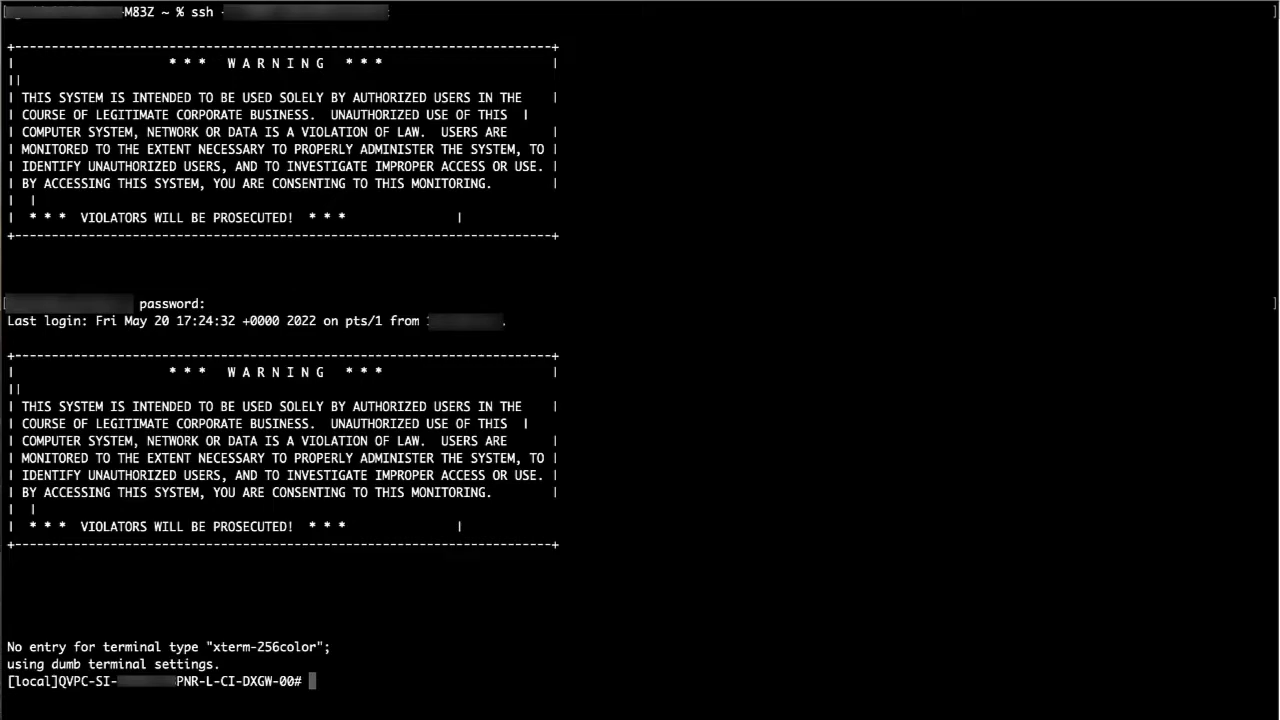 M83Z ~ % ssh
+--------------------------------------------------------------------------+
| * * * W A R N I N G * * * |
||
| THIS SYSTEM IS INTENDED TO BE USED SOLELY BY AUTHORIZED USERS IN THE |
| COURSE OF LEGITIMATE CORPORATE BUSINESS. UNAUTHORIZED USE OF THIS |
| COMPUTER SYSTEM, NETWORK OR DATA IS A VIOLATION OF LAW. USERS ARE |
| MONITORED TO THE EXTENT NECESSARY TO PROPERLY ADMINISTER THE SYSTEM, TO |
| IDENTIFY UNAUTHORIZED USERS, AND TO INVESTIGATE IMPROPER ACCESS OR USE. |
| BY ACCESSING THIS SYSTEM, YOU ARE CONSENTING TO THIS MONITORING. |
| |
| * * * VIOLATORS WILL BE PROSECUTED! * * * |
+--------------------------------------------------------------------------+
password:
Last login: Fri May 20 17:24:32 +0000 2022 on pts/1 from .
+--------------------------------------------------------------------------+
| * * * W A R N I N G * * * |
||
| THIS SYSTEM IS INTENDED TO BE USED SOLELY BY AUTHORIZED USERS IN THE |
| COURSE OF LEGITIMATE CORPORATE BUSINESS. UNAUTHORIZED USE OF THIS |
| COMPUTER SYSTEM, NETWORK OR DATA IS A VIOLATION OF LAW. USERS ARE |
| MONITORED TO THE EXTENT NECESSARY TO PROPERLY ADMINISTER THE SYSTEM, TO |
| IDENTIFY UNAUTHORIZED USERS, AND TO INVESTIGATE IMPROPER ACCESS OR USE. |
| BY ACCESSING THIS SYSTEM, YOU ARE CONSENTING TO THIS MONITORING. |
| |
| * * * VIOLATORS WILL BE PROSECUTED! * * * |
+--------------------------------------------------------------------------+
No entry for terminal type "xterm-256color";
using dumb terminal settings.
[local]QVPC-SI- PNR-L-CI-DXGW-00#